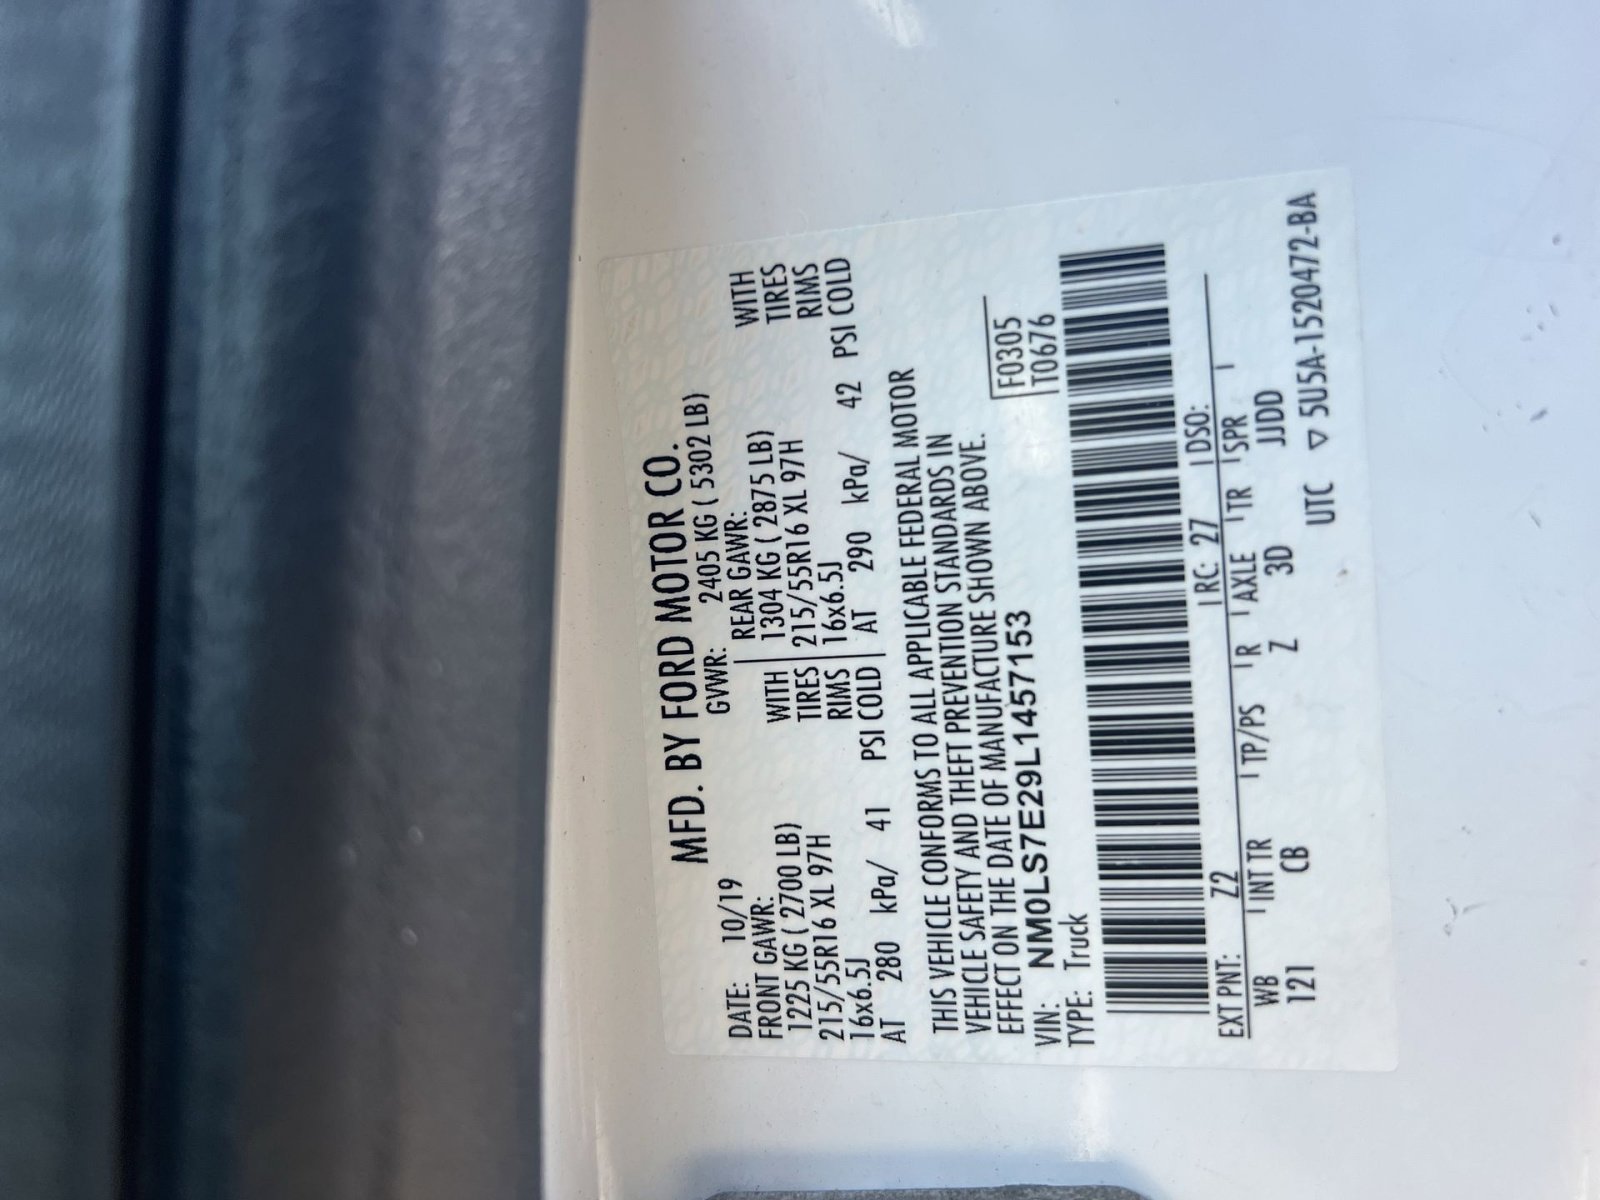 MFD. BY FORD MOTOR CO.
DATE: 10/19 GVWR: 2405 KG ( 5302 LB)
FRONT GAWR: REAR GAWR:
1225 KG ( 2700 LB) WITH 1304 KG ( 2875 LB) WITH
215/55R16 XL 97H TIRES 215/55R16 XL 97H TIRES
16x6.5J RIMS 16x6.5J RIMS
AT 280 kPa/ 41 PSI COLD AT 290 kPa/ 42 PSI COLD
THIS VEHICLE CONFORMS TO ALL APPLICABLE FEDERAL MOTOR
VEHICLE SAFETY AND THEFT PREVENTION STANDARDS IN
EFFECT ON THE DATE OF MANUFACTURE SHOWN ABOVE.
VIN: NM0LS7E29L1457153 F0305
TYPE: Truck T0676
EXT PNT: Z2 RC: 27 DSO:
WB INT TR TP/PS R AXLE TR SPR
121 CB Z 3D JJDD
UTC ▽ 5U5A-1520472-BA